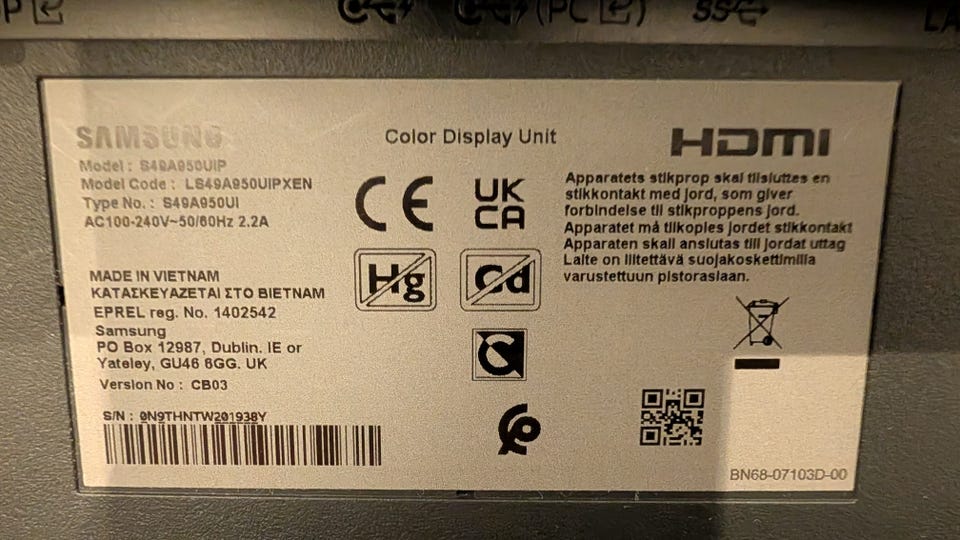 SS
(PC
SAMSUNG
Color Display Unit
HDMI
Model : S49A950UIP
Model Code : LS49A950UIPXEN
Type No. : S49A950UI
AC100-240V~50/60Hz 2.2A
CE
UK
CA
Apparatets stikprop skal tilsluttes en
stikkontakt med jord, som giver
forbindelse til stikproppens jord.
Apparatet må tilkoples jordet stikkontakt
Apparaten skall anslutas till jordat uttag
Laite on liitettävä suojakoskettimilla
varustettuun pistorasiaan.
Hg
Cd
MADE IN VIETNAM
ΚΑΤΑΣΚΕΥΑΖΕΤΑΙ ΣΤΟ ΒΙΕΤΝΑΜ
EPREL reg. No. 1402542
Samsung
PO Box 12987, Dublin. IE or
Yateley, GU46 6GG. UK
Version No : CB03
S/N : 0N9THNTW201938Y
BN68-07103D-00